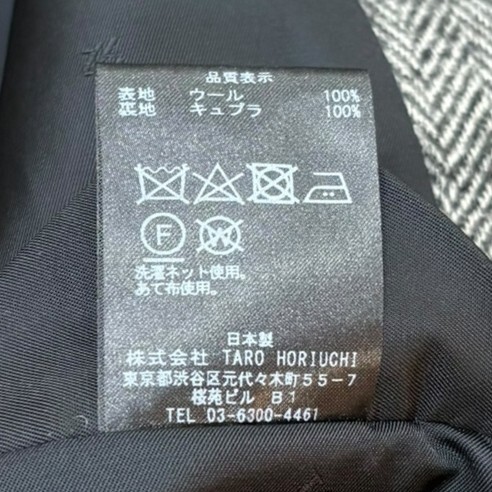 品質表示
表地 ウール 100%
裏地 キュプラ 100%
F W
洗濯ネット使用。
あて布使用。
日本製
株式会社 TARO HORIUCHI
東京都渋谷区元代々木町55-7
桜苑ビル B1
TEL 03-6300-4461